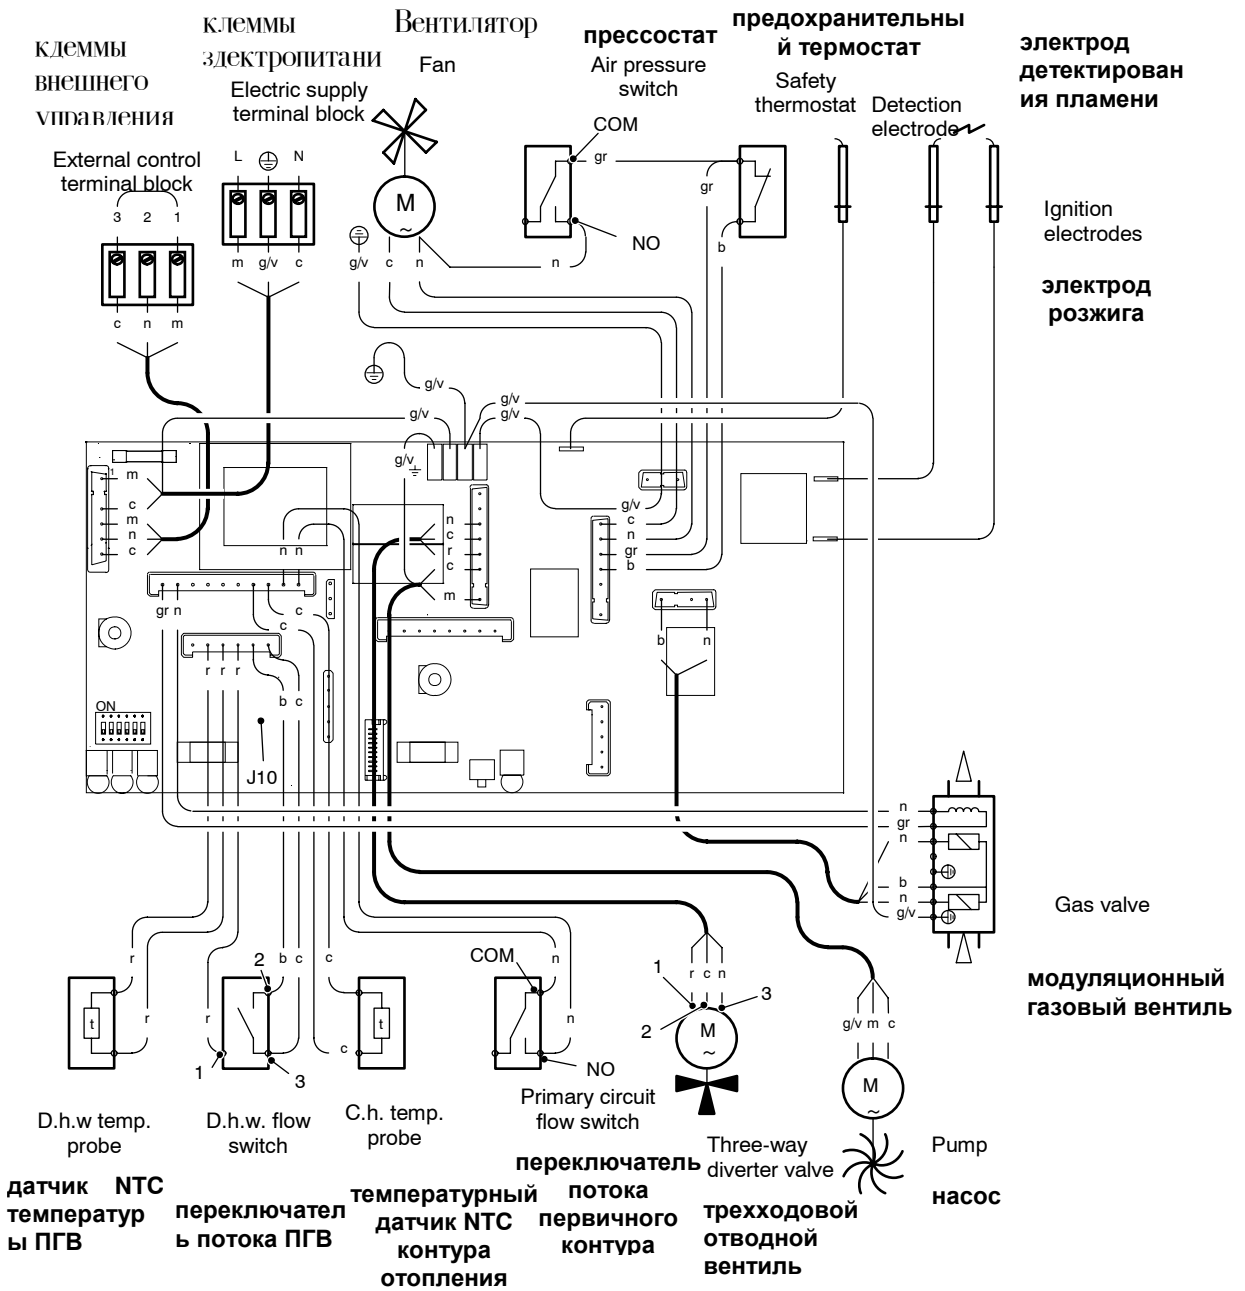 клеммы
здектропитани
Вентилятор
кдеммы
внешнего
управления
прессостат
предохранительны
й термостат
электрод
детектирован
ия пламени
Electric supply
terminal block
Fan
Air pressure
switch
Safety
thermostat
Detection
electrode
External control
terminal block
L
N
3
2
1
M
~
COM
gr
gr
b
NO
n
Ignition
electrodes
электрод
розжига
m
g/v
c
g/v
c
n
c
n
m
g/v
g/v
g/v
g/v
g/v
1
m
c
m
n
c
n
n
n
c
r
c
m
g/v
c
n
gr
b
gr
n
c
c
r
r
r
b
c
b
n
ON
J10
n
gr
n
b
n
g/v
Gas valve
модуляционный
газовый вентиль
r
r
t
2
r
b
c
c
1
3
c
t
COM
n
n
NO
1
r
c
n
3
2
M
~
g/v
m
c
M
~
D.h.w temp.
probe
D.h.w. flow
switch
C.h. temp.
probe
Primary circuit
flow switch
Three-way
diverter valve
Pump
датчик NTC
температур
ы ПГВ
переключател
ь потока ПГВ
температурный
датчик NTC
контура
отопления
переключатель
потока
первичного
контура
трехходовой
отводной
вентиль
насос